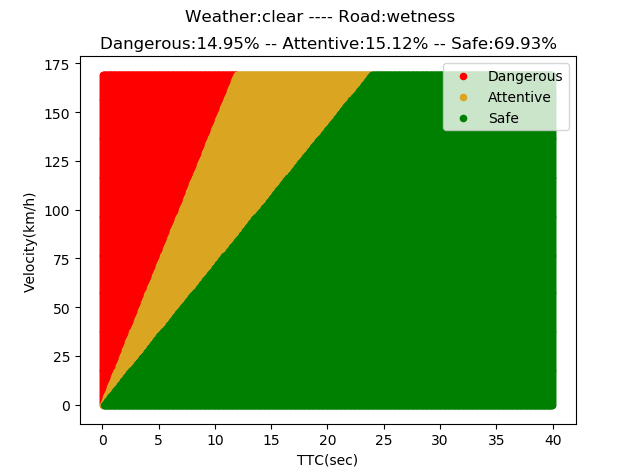 Weather:clear ---- Road:wetness
Dangerous:14.95% -- Attentive:15.12% -- Safe:69.93%
175
150
125
100
75
50
25
0
Velocity(km/h)
Dangerous
Attentive
Safe
0 5 10 15 20 25 30 35 40
TTC(sec)